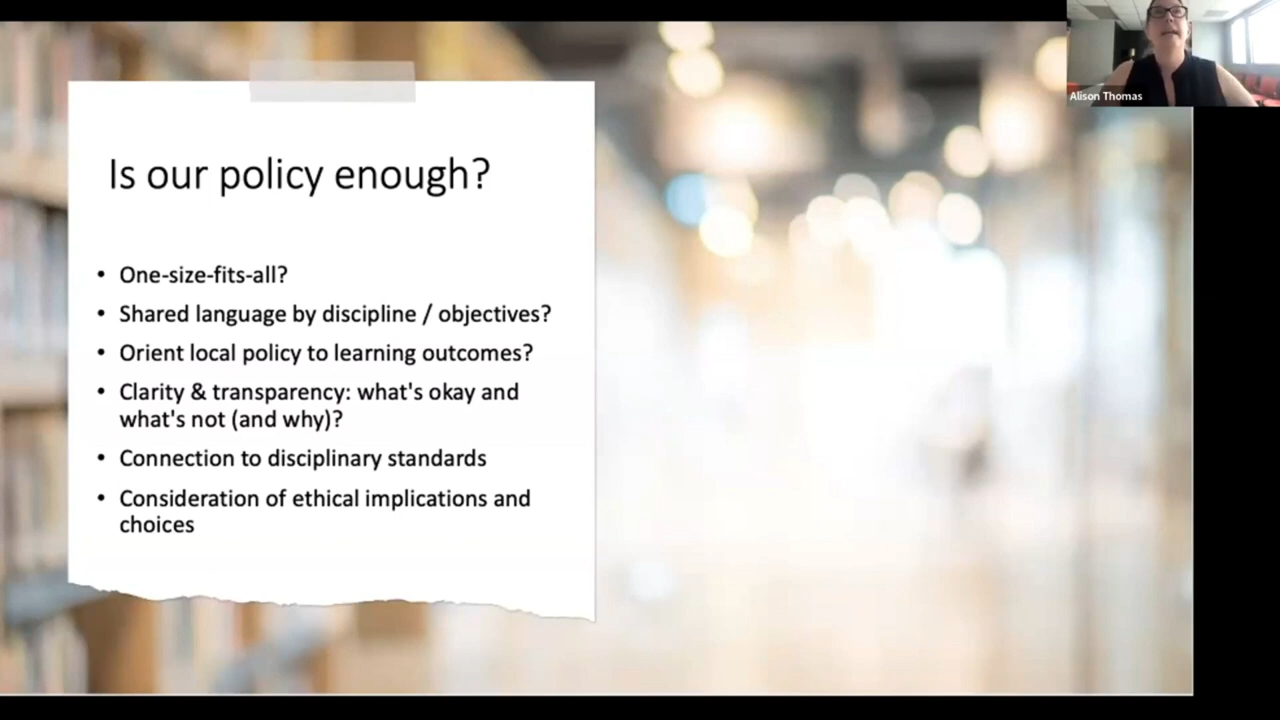 Alison Thomas
Is our policy enough?
• One-size-fits-all?
• Shared language by discipline / objectives?
• Orient local policy to learning outcomes?
• Clarity & transparency: what's okay and
what's not (and why)?
• Connection to disciplinary standards
• Consideration of ethical implications and
choices